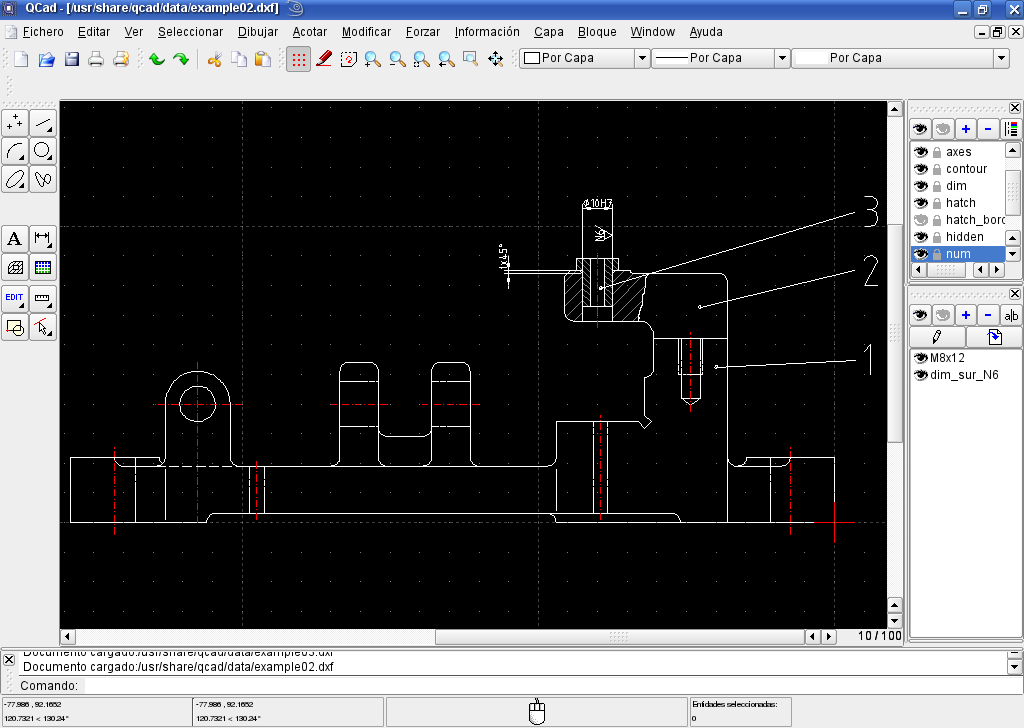 QCad - [/usr/share/qcad/data/example02.dxf]
Fichero Editar Ver Seleccionar Dibujar Acotar Modificar Forzar Información Capa Bloque Window Ayuda
Por Capa Por Capa Por Capa
axes
contour
dim
hatch
hatch_bord
hidden
num
ø10H7
N6
1x45°
3
2
1
A
EDIT
ab
M8x12
dim_sur_N6
10 / 100
Documento cargado:/usr/share/qcad/data/example03.dxf
Documento cargado:/usr/share/qcad/data/example02.dxf
Comando:
-77.986 , 92.1652 -77.986 , 92.1652 Entidades seleccionadas:
120.7321 < 130.24° 120.7321 < 130.24° 0